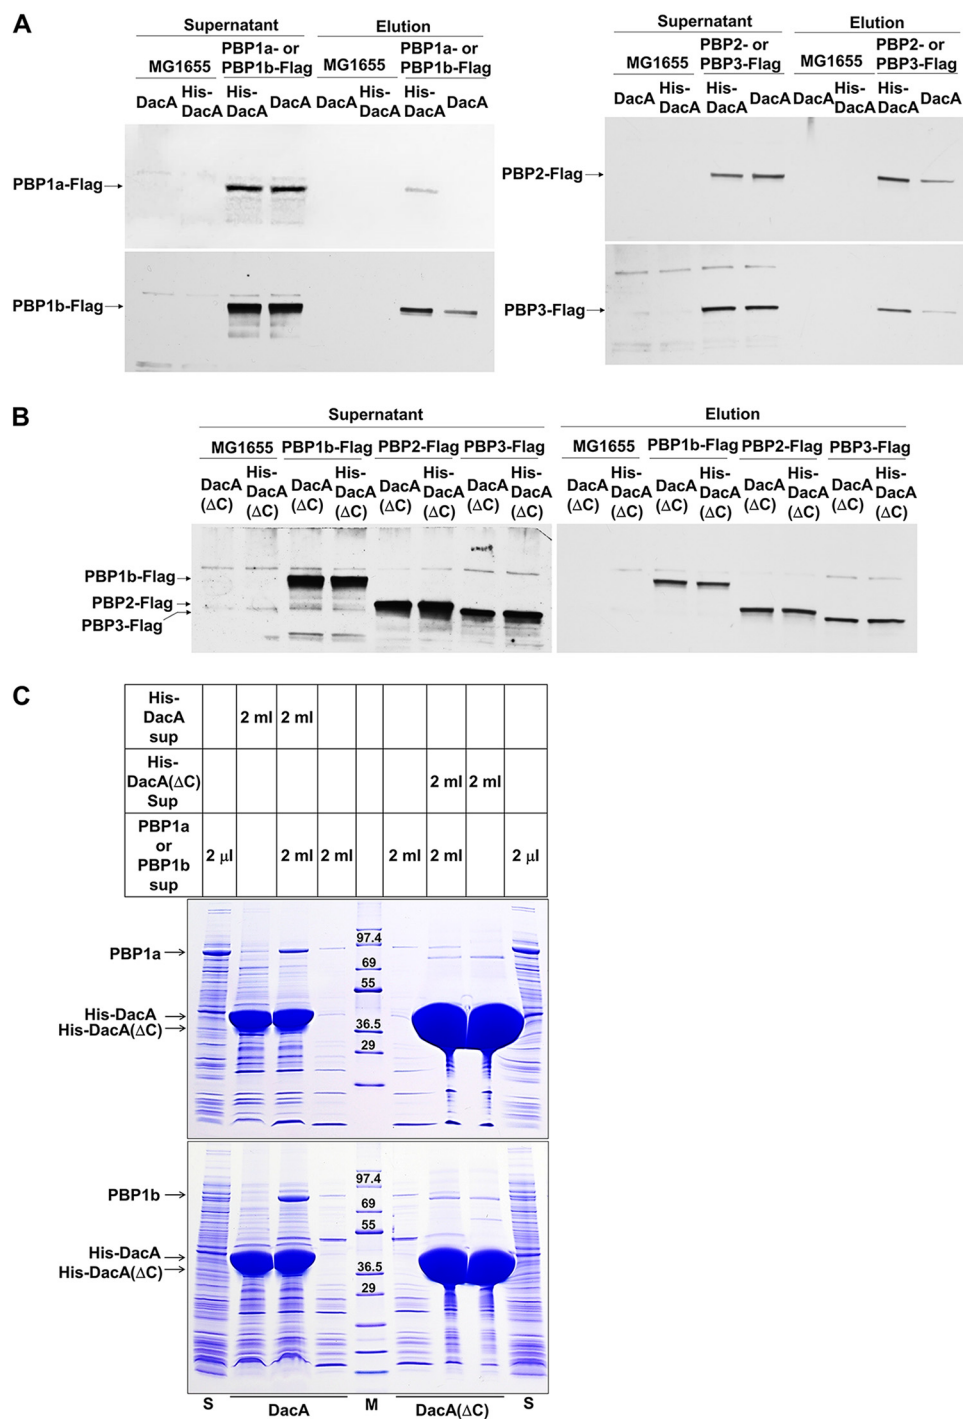 A
Supernatant
Elution
MG1655
PBP1a- or
PBP1b-Flag
MG1655
PBP1a- or
PBP1b-Flag
DacA
His-
DacA
His-
DacA
DacA
DacA
His-
DacA
His-
DacA
DacA
PBP1a-Flag
PBP1b-Flag
Supernatant
Elution
MG1655
PBP2- or
PBP3-Flag
MG1655
PBP2- or
PBP3-Flag
DacA
His-
DacA
His-
DacA
DacA
DacA
His-
DacA
His-
DacA
DacA
PBP2-Flag
PBP3-Flag
B
Supernatant
Elution
MG1655 PBP1b-Flag PBP2-Flag PBP3-Flag
MG1655 PBP1b-Flag PBP2-Flag PBP3-Flag
DacA
(ΔC)
His-
DacA
(ΔC)
DacA
(ΔC)
His-
DacA
(ΔC)
DacA
(ΔC)
His-
DacA
(ΔC)
DacA
(ΔC)
His-
DacA
(ΔC)
DacA
(ΔC)
His-
DacA
(ΔC)
DacA
(ΔC)
His-
DacA
(ΔC)
DacA
(ΔC)
His-
DacA
(ΔC)
DacA
(ΔC)
His-
DacA
(ΔC)
PBP1b-Flag
PBP2-Flag
PBP3-Flag
C
His-
DacA
sup
2 ml 2 ml
His-
DacA(ΔC)
Sup
2 ml 2 ml
PBP1a
or
PBP1b
sup
2 μl 2 ml 2 ml 2 ml 2 ml 2 μl
PBP1a
His-DacA
His-DacA(ΔC)
97.4
69
55
36.5
29
PBP1b
His-DacA
His-DacA(ΔC)
97.4
69
55
36.5
29
S DacA M DacA(ΔC) S